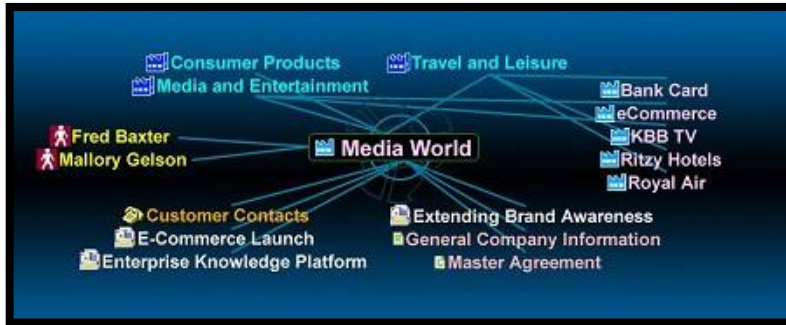 Consumer Products
Travel and Leisure
Media and Entertainment
Bank Card
eCommerce
Fred Baxter
KBB TV
Media World
Mallory Gelson
Ritzy Hotels
Royal Air
Customer Contacts
Extending Brand Awareness
E-Commerce Launch
General Company Information
Enterprise Knowledge Platform
Master Agreement